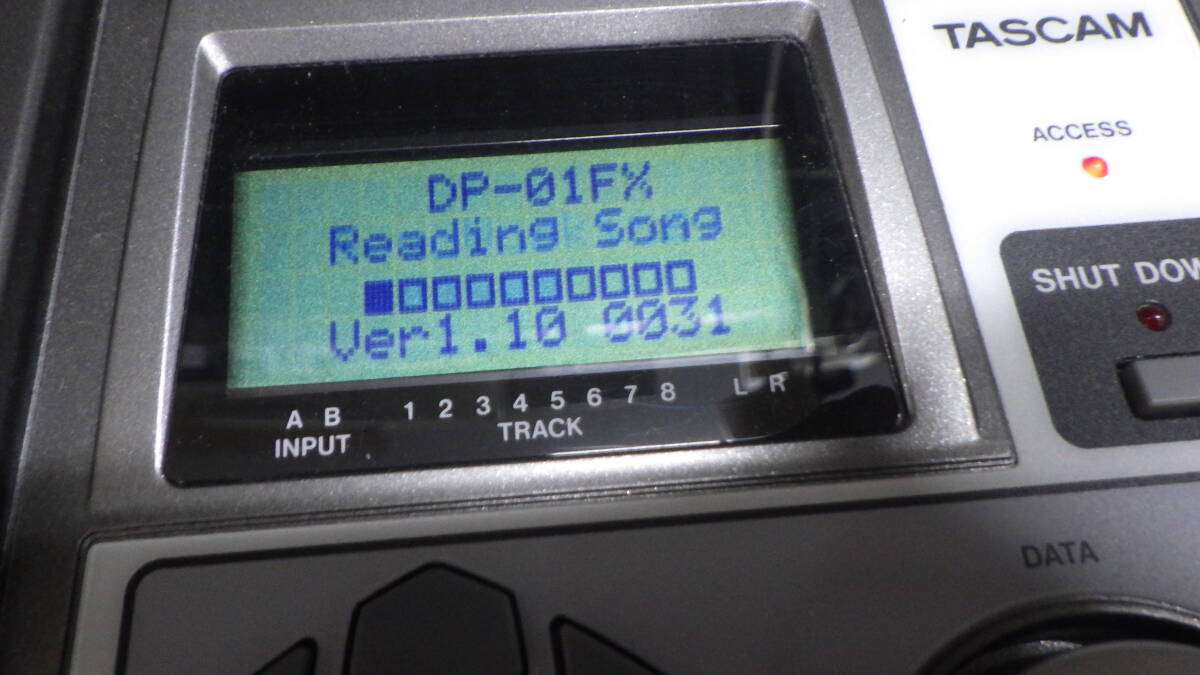 TASCAM
ACCESS
DP-01FX
Reading Song
Ver1.10 0031
SHUT DOW
A B
INPUT
1 2 3 4 5 6 7 8
TRACK
L R
DATA